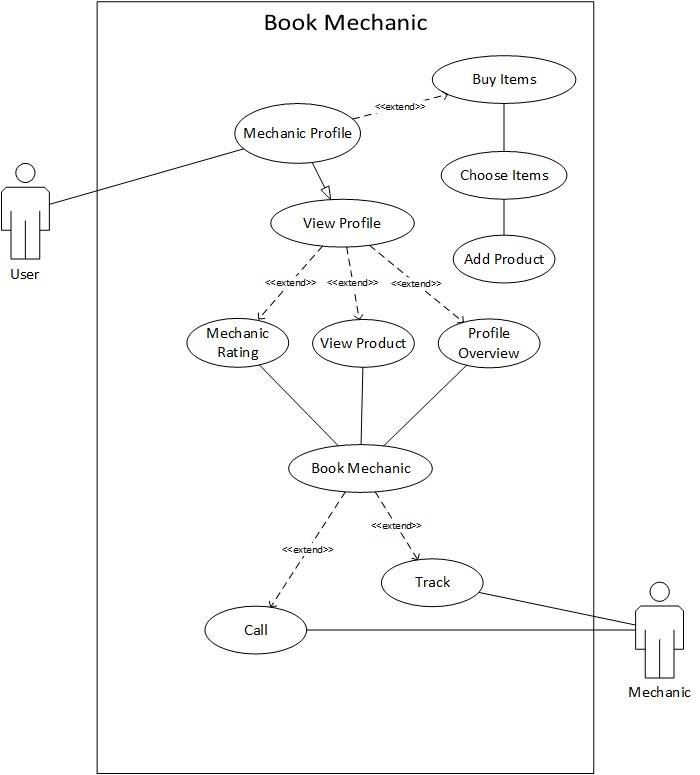 Book Mechanic
Buy Items
<<extend>>
Mechanic Profile
Choose Items
View Profile
User
Add Product
<<extend>>
<<extend>>
<<extend>>
Mechanic
Rating
View Product
Profile
Overview
Book Mechanic
<<extend>>
<<extend>>
Track
Call
Mechanic